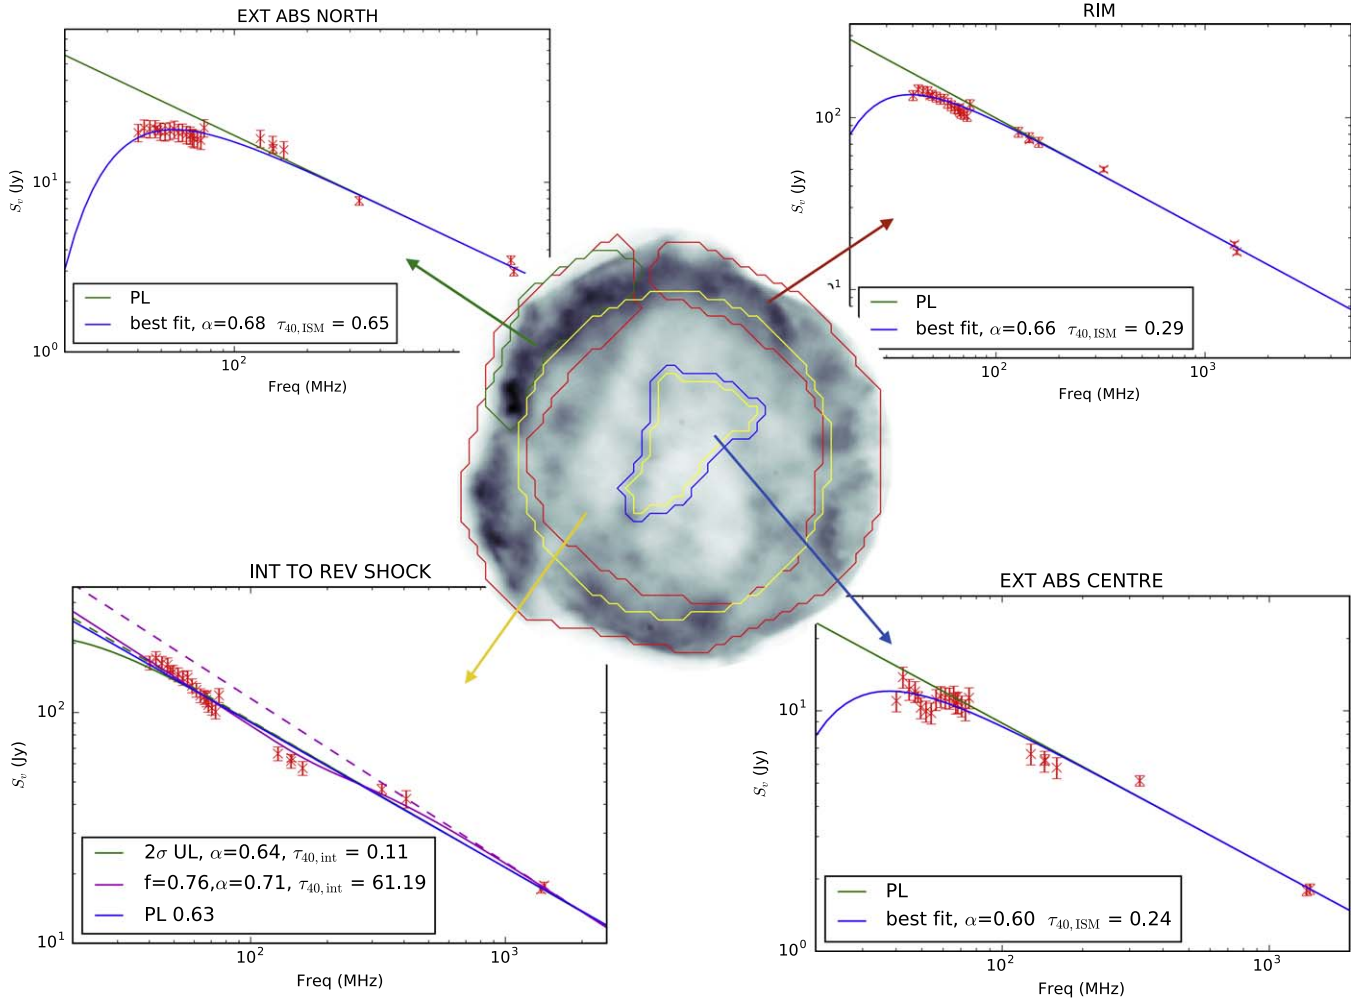 EXT ABS NORTH
S_ν (Jy)
10^1
10^0
PL
best fit, α=0.68 τ_40,ISM = 0.65
10^2
Freq (MHz)
RIM
S_ν (Jy)
10^2
PL
best fit, α=0.66 τ_40,ISM = 0.29
10^2
10^3
Freq (MHz)
INT TO REV SHOCK
S_ν (Jy)
10^2
10^1
2σ UL, α=0.64, τ_40,int = 0.11
f=0.76,α=0.71, τ_40,int = 61.19
PL 0.63
10^2
10^3
Freq (MHz)
EXT ABS CENTRE
S_ν (Jy)
10^1
10^0
PL
best fit, α=0.60 τ_40,ISM = 0.24
10^2
10^3
Freq (MHz)